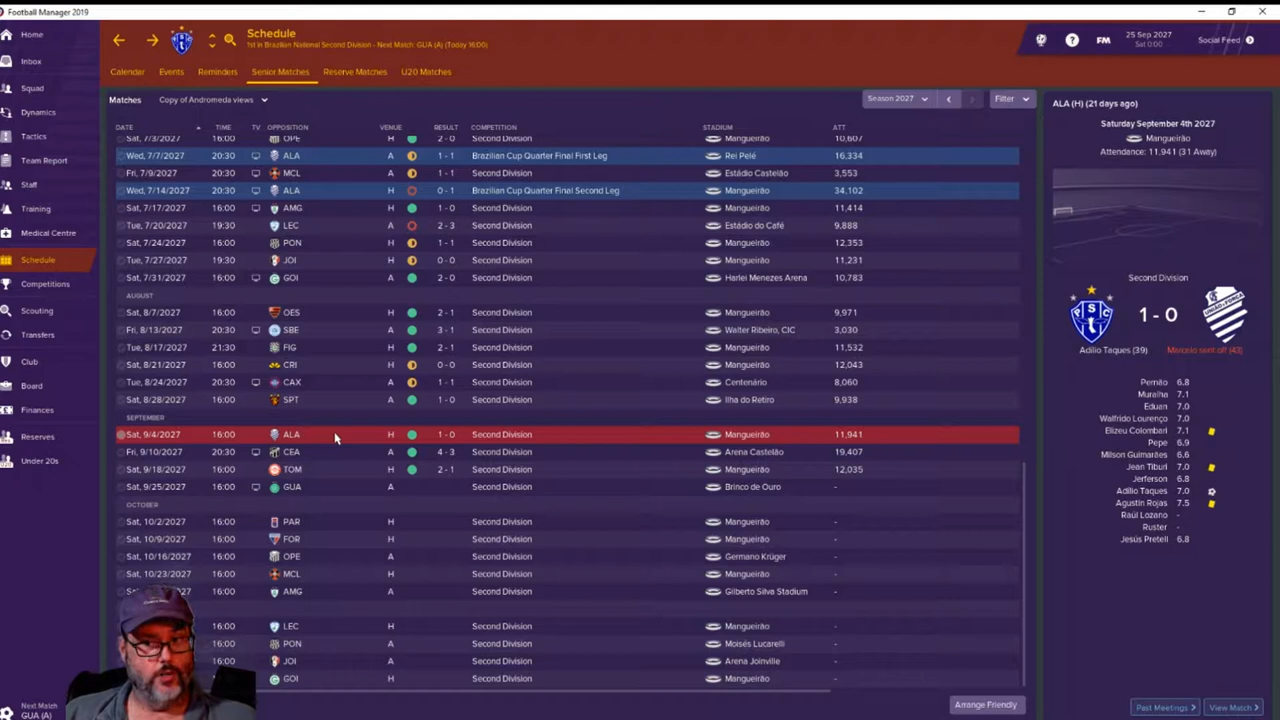 Football Manager 2019
Home
Inbox
Squad
Dynamics
Tactics
Team Report
Staff
Training
Medical Centre
Schedule
Competitions
Scouting
Transfers
Club
Board
Finances
Reserves
Under 20s
Next Match
GUA (A)
Schedule
1st in Brazilian National Second Division - Next Match: GUA (A) (Today 16:00)
FM
25 Sep 2027
Sat 0:00
Social Feed
Calendar Events Reminders Senior Matches Reserve Matches U20 Matches
Matches Copy of Andromeda views Season 2027 Filter
DATE TIME TV OPPOSITION VENUE RESULT COMPETITION STADIUM ATT
Sat, 7/3/2027 16:00 OPE H 2 - 0 Second Division Mangueirão 10,607
Wed, 7/7/2027 20:30 ALA A 1 - 1 Brazilian Cup Quarter Final First Leg Rei Pelé 16,334
Fri, 7/9/2027 20:30 MCL A 1 - 1 Second Division Estádio Castelão 3,553
Wed, 7/14/2027 20:30 ALA H 0 - 1 Brazilian Cup Quarter Final Second Leg Mangueirão 34,102
Sat, 7/17/2027 16:00 AMG H 1 - 0 Second Division Mangueirão 11,414
Tue, 7/20/2027 19:30 LEC A 2 - 3 Second Division Estádio do Café 9,888
Sat, 7/24/2027 16:00 PON H 1 - 1 Second Division Mangueirão 12,353
Tue, 7/27/2027 19:30 JOI H 0 - 0 Second Division Mangueirão 11,231
Sat, 7/31/2027 16:00 GOI A 2 - 0 Second Division Harlei Menezes Arena 10,783
AUGUST
Sat, 8/7/2027 16:00 OES H 2 - 1 Second Division Mangueirão 9,971
Fri, 8/13/2027 20:30 SBE A 3 - 1 Second Division Walter Ribeiro, CIC 3,030
Tue, 8/17/2027 21:30 FIG H 2 - 1 Second Division Mangueirão 11,532
Sat, 8/21/2027 16:00 CRI H 0 - 0 Second Division Mangueirão 12,043
Tue, 8/24/2027 20:30 CAX A 1 - 1 Second Division Centenário 8,060
Sat, 8/28/2027 16:00 SPT A 1 - 0 Second Division Ilha do Retiro 9,938
SEPTEMBER
Sat, 9/4/2027 16:00 ALA H 1 - 0 Second Division Mangueirão 11,941
Fri, 9/10/2027 20:30 CEA A 4 - 3 Second Division Arena Castelão 19,407
Sat, 9/18/2027 16:00 TOM H 2 - 1 Second Division Mangueirão 12,035
Sat, 9/25/2027 16:00 GUA A Second Division Brinco de Ouro -
OCTOBER
Sat, 10/2/2027 16:00 PAR H Second Division Mangueirão -
Sat, 10/9/2027 16:00 FOR H Second Division Mangueirão -
Sat, 10/16/2027 16:00 OPE A Second Division Germano Krüger -
Sat, 10/23/2027 16:00 MCL H Second Division Mangueirão -
16:00 AMG A Second Division Gilberto Silva Stadium -
16:00 LEC H Second Division Mangueirão -
16:00 PON A Second Division Moisés Lucarelli -
16:00 JOI A Second Division Arena Joinville -
16:00 GOI H Second Division Mangueirão -
Arrange Friendly
ALA (H) (21 days ago)
Saturday September 4th 2027
Mangueirão
Attendance: 11,941 (31 Away)
Second Division
1 - 0
Adílio Taques (39) Marcelo sent off (43)
Pernão 6.8
Muralha 7.1
Eduan 7.0
Walfrido Lourenço 7.0
Elizeu Colombari 7.1
Pepe 6.9
Milson Guimarães 6.6
Jean Tiburi 7.0
Jerferson 6.8
Adílio Taques 7.0
Agustín Rojas 7.5
Raúl Lozano -
Ruster -
Jesús Pretell 6.8
Past Meetings View Match